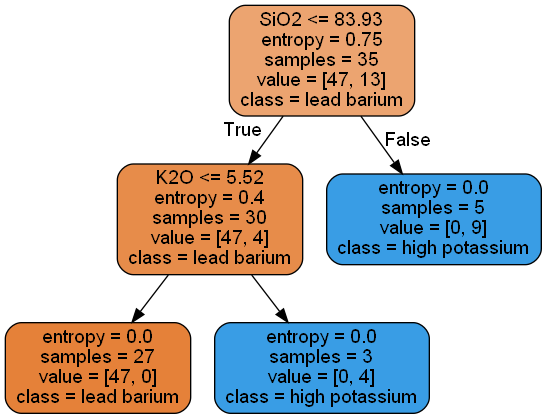 SiO2 <= 83.93
entropy = 0.75
samples = 35
value = [47, 13]
class = lead barium
True
False
K2O <= 5.52
entropy = 0.4
samples = 30
value = [47, 4]
class = lead barium
entropy = 0.0
samples = 5
value = [0, 9]
class = high potassium
entropy = 0.0
samples = 27
value = [47, 0]
class = lead barium
entropy = 0.0
samples = 3
value = [0, 4]
class = high potassium